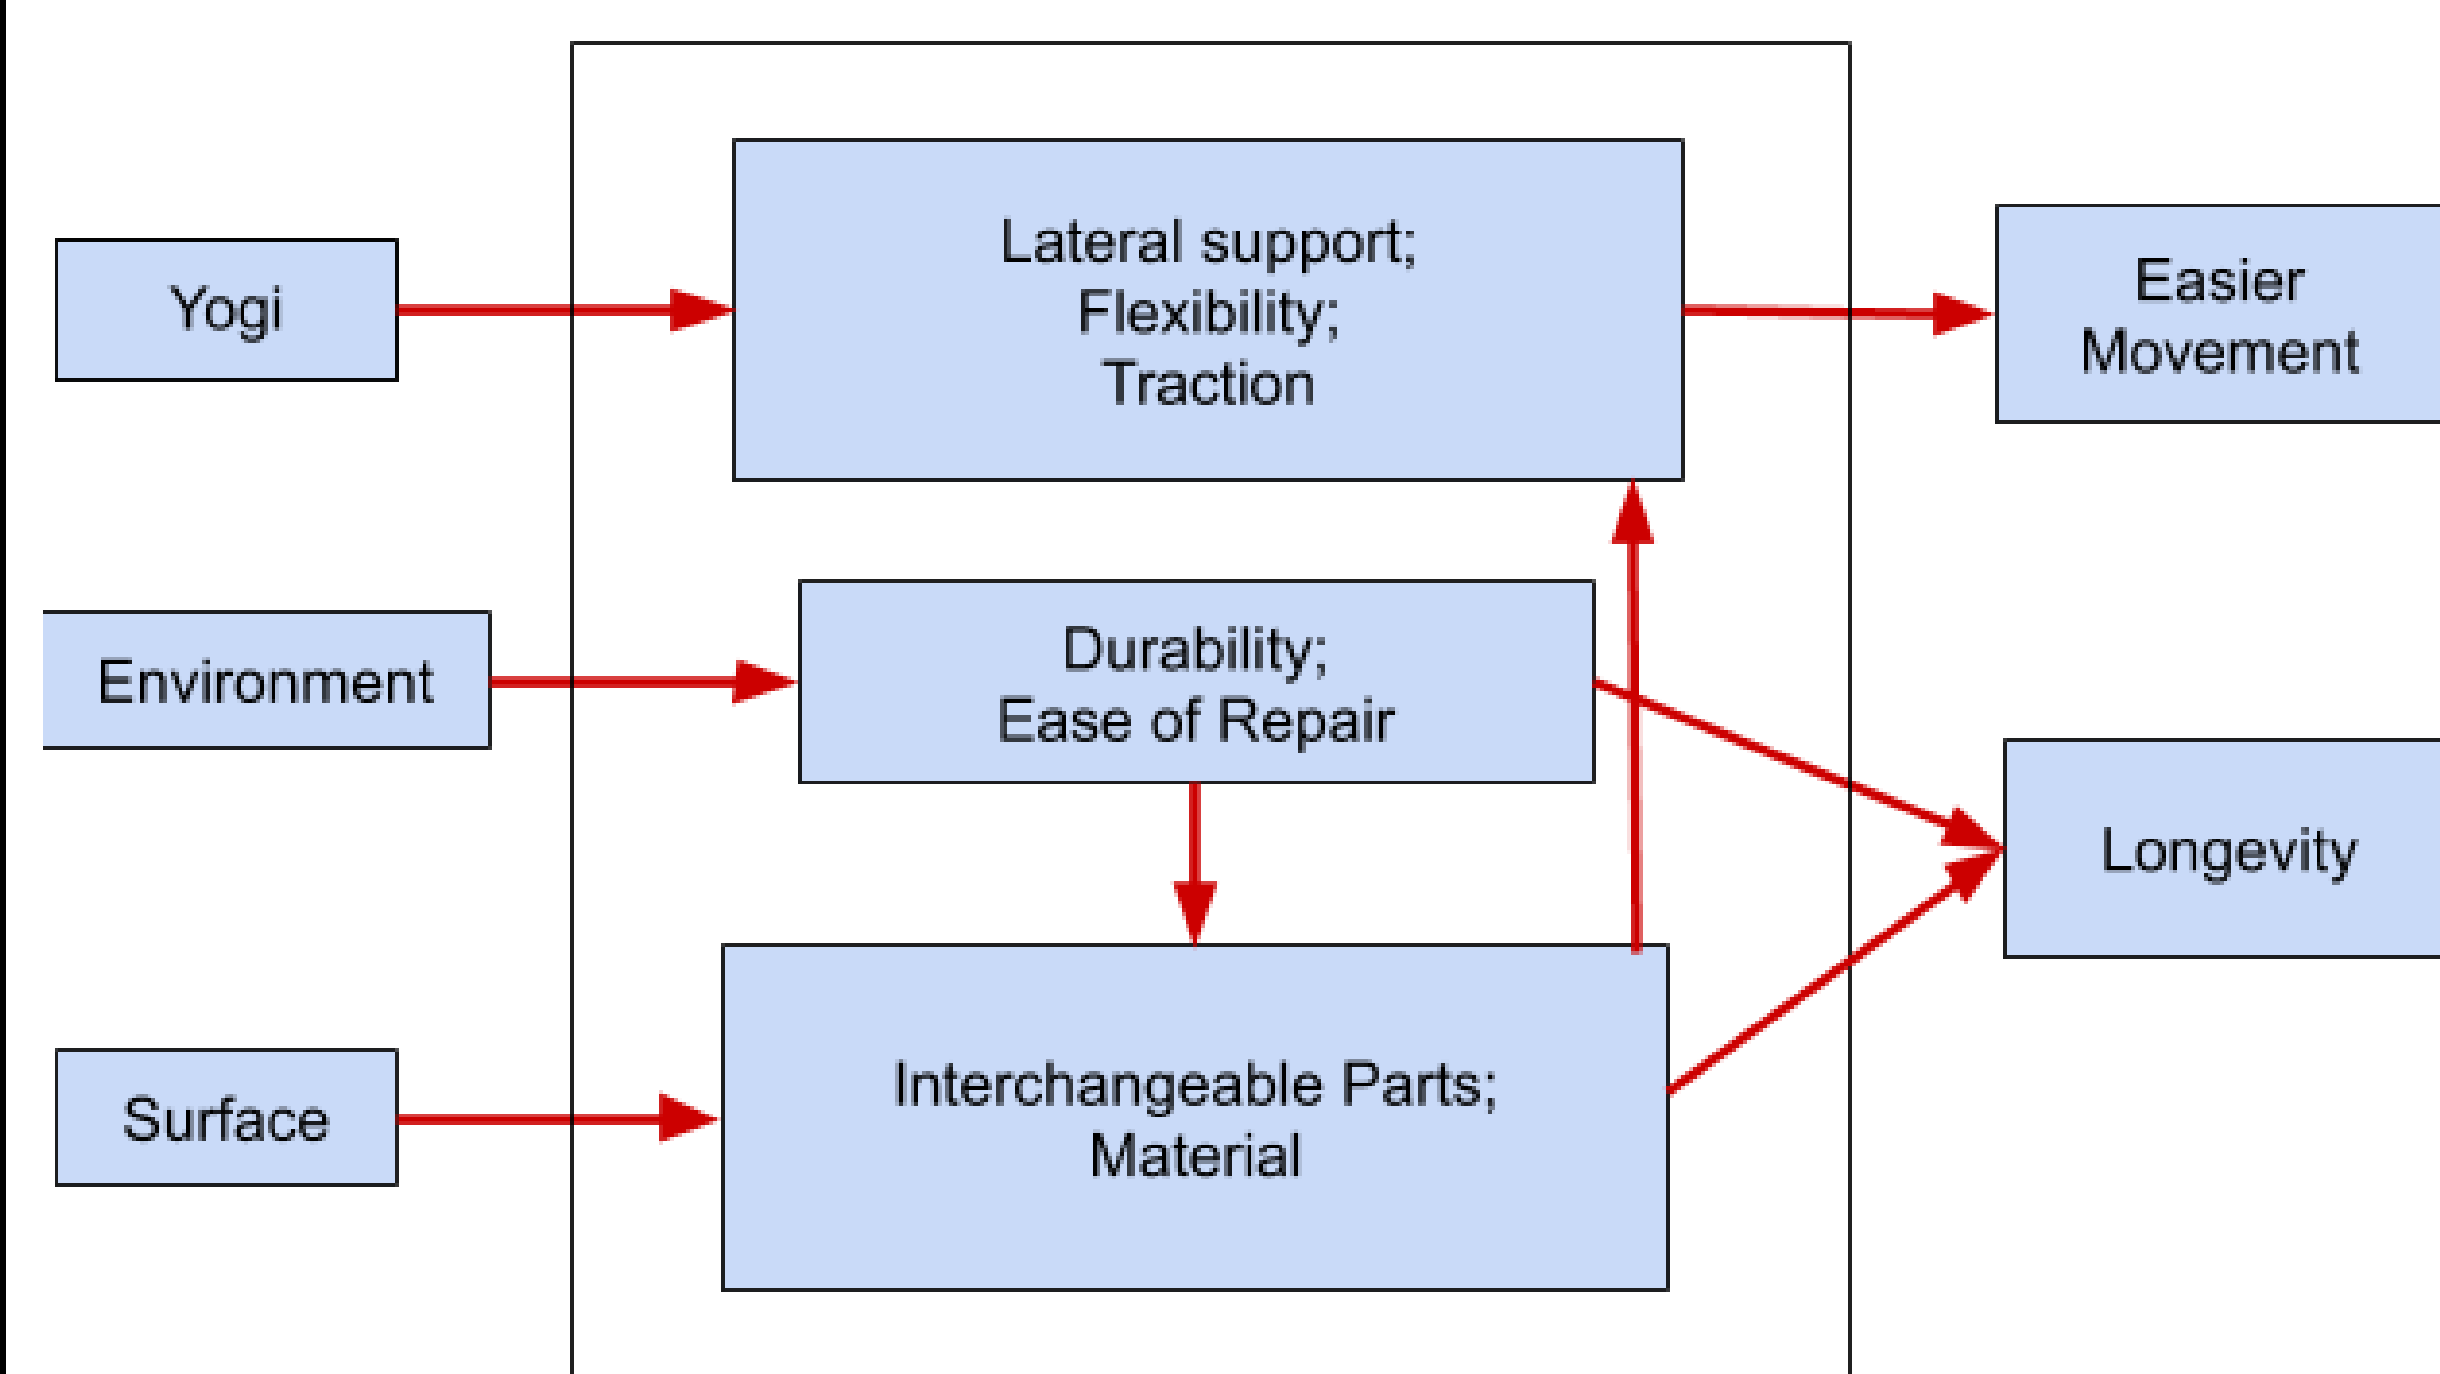 Yogi
Lateral support;
Flexibility;
Traction
Easier
Movement
Environment
Durability;
Ease of Repair
Longevity
Surface
Interchangeable Parts;
Material